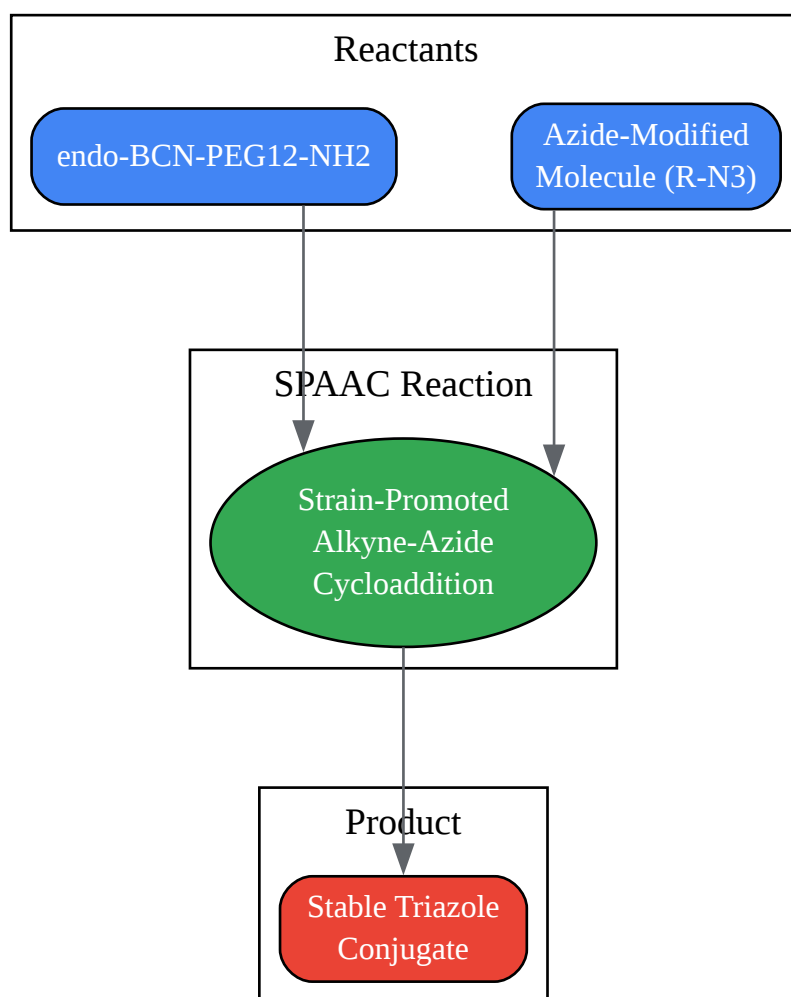 Reactants
endo-BCN-PEG12-NH2
Azide-Modified
Molecule (R-N3)
SPAAC Reaction
Strain-Promoted
Alkyne-Azide
Cycloaddition
Product
Stable Triazole
Conjugate